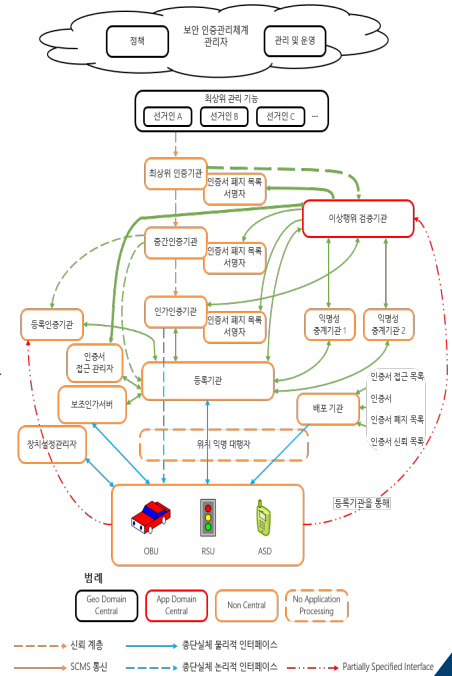 보안 인증관리체계
관리자
정책
관리 및 운영
최상위 관리 기능
선거인 A
선거인 B
선거인 C
...
최상위 인증기관
인증서 폐지 목록
서명자
이상행위 검증기관
중간인증기관
인증서 폐지 목록
서명자
인가인증기관
인증서 폐지 목록
서명자
등록인증기관
익명성
중계기관 1
익명성
중계기관 2
인증서
접근 관리자
등록기관
인증서 접근 목록
인증서
인증서 폐지 목록
인증서 신뢰 목록
보조인가서버
배포 기관
장치설정관리자
위치 익명 대행자
등록기관을 통해
OBU
RSU
ASD
범례
Geo Domain
Central
App Domain
Central
Non Central
No Application
Processing
신뢰 계층
종단실체 물리적 인터페이스
SCMS 통신
종단실체 논리적 인터페이스
Partially Specified Interface